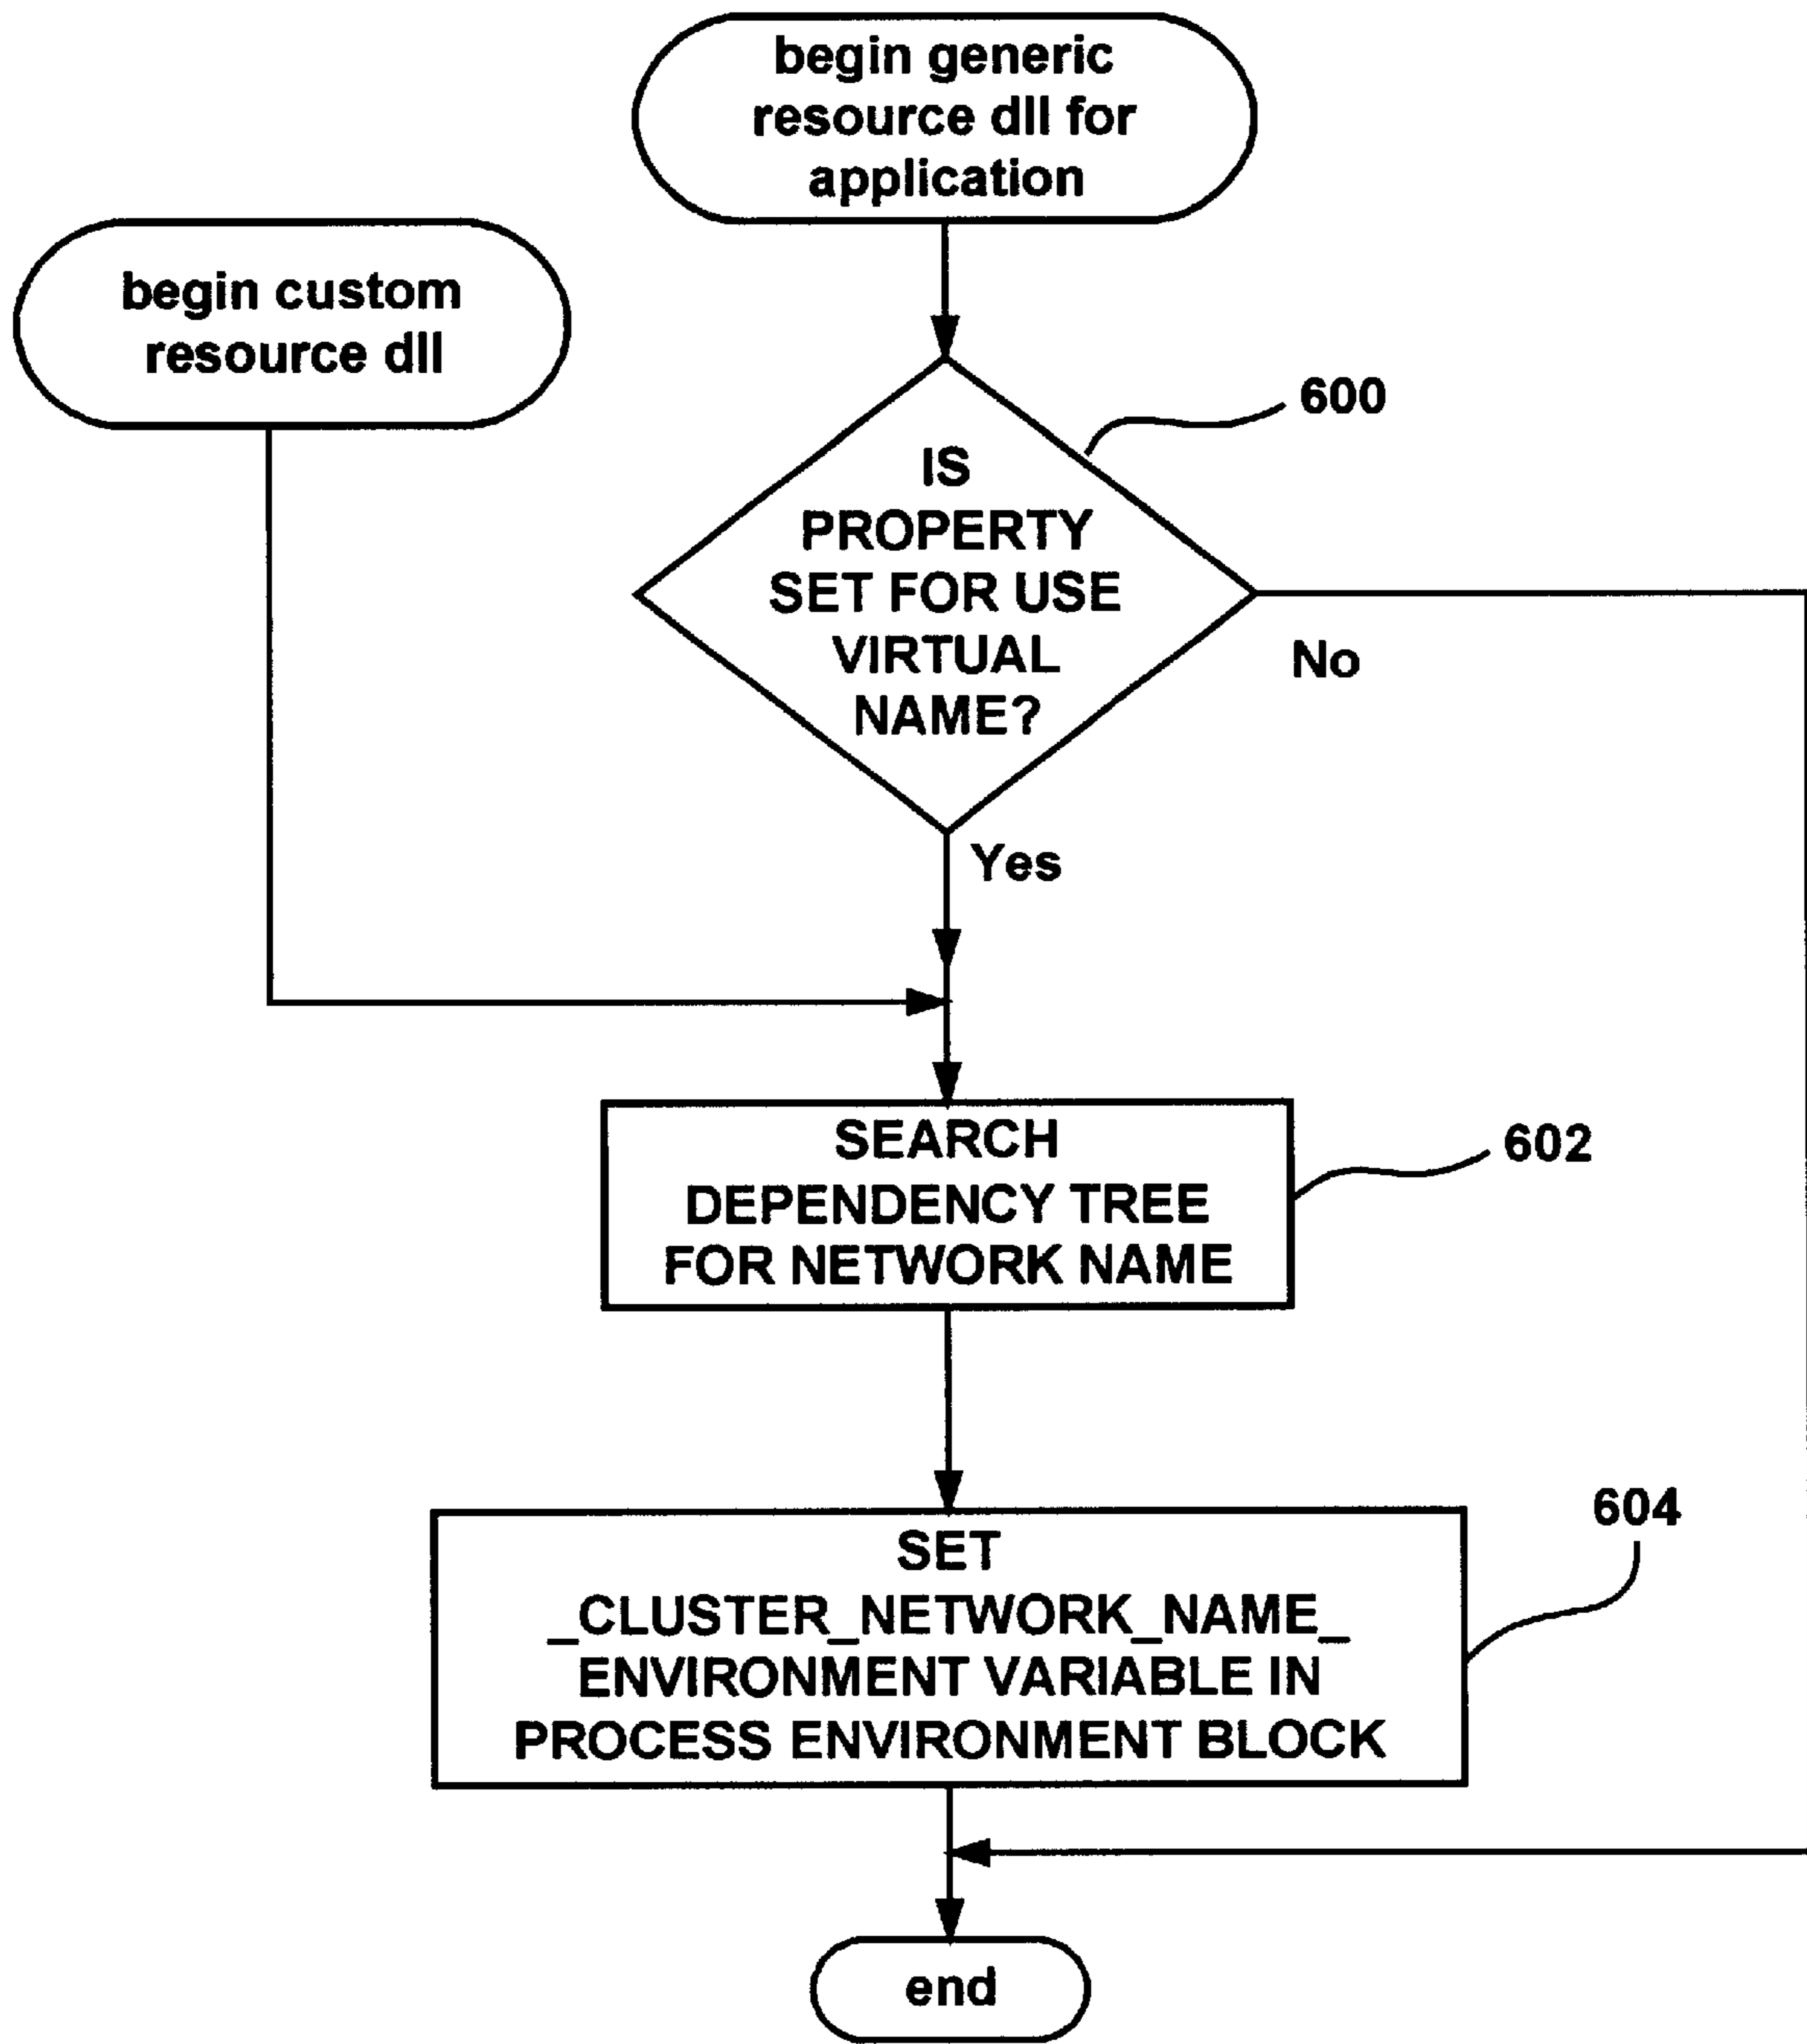 begin generic
resource dll for
application
begin custom
resource dll
600
IS
PROPERTY
SET FOR USE
VIRTUAL
NAME?
No
Yes
SEARCH
DEPENDENCY TREE
FOR NETWORK NAME
602
604
SET
_CLUSTER_NETWORK_NAME_
ENVIRONMENT VARIABLE IN
PROCESS ENVIRONMENT BLOCK
end